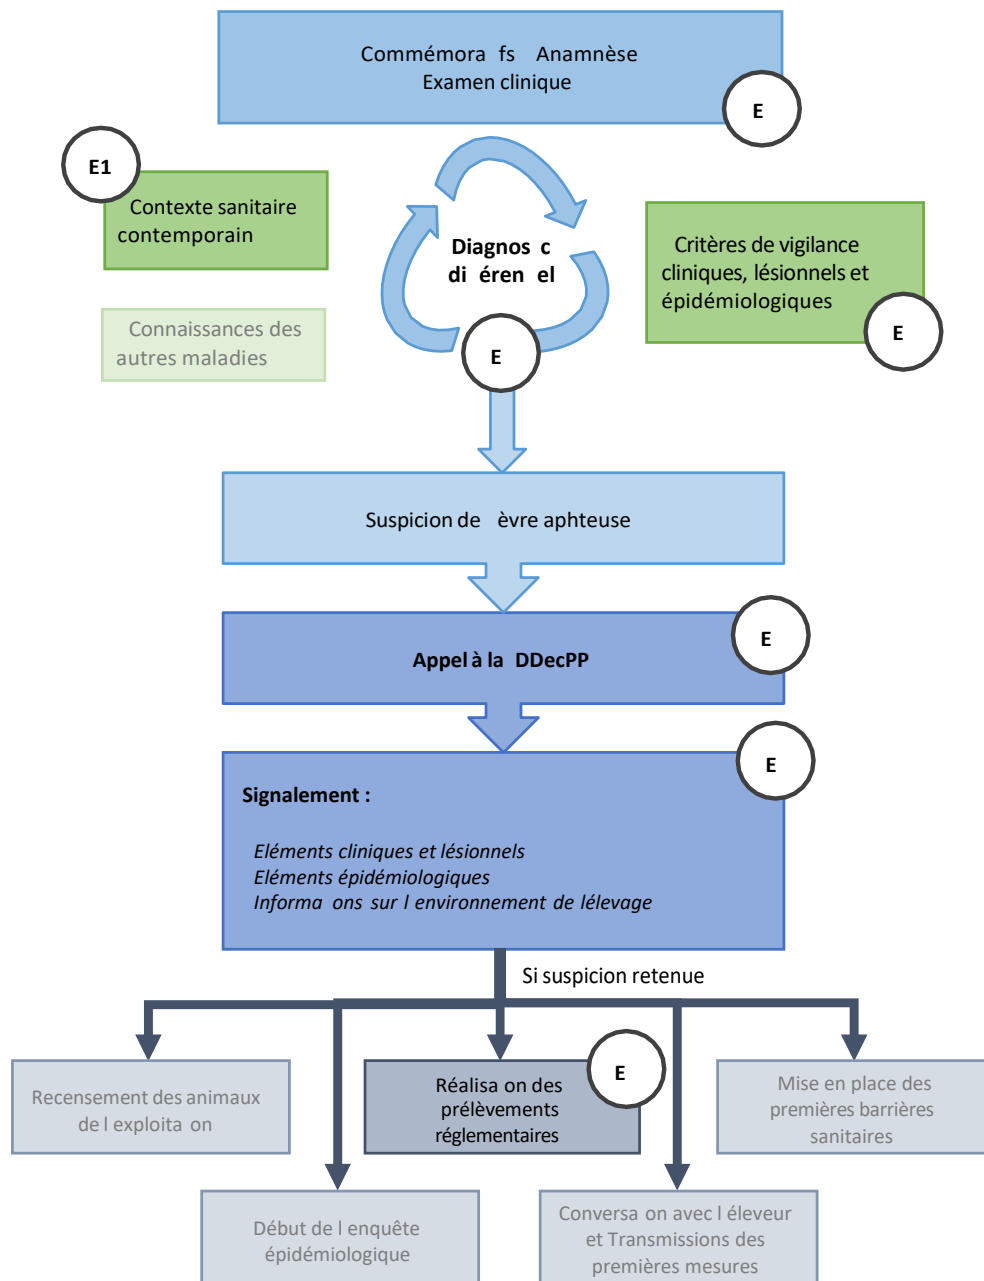 Commémora fs Anamnèse
Examen clinique
E
E1
Contexte sanitaire
contemporain
Diagnos c
di éren el
Critères de vigilance
cliniques, lésionnels et
épidémiologiques
E
Connaissances des
autres maladies
E
Suspicion de èvre aphteuse
Appel à la DDecPP
E
Signalement :
E
Eléments cliniques et lésionnels
Eléments épidémiologiques
Informa ons sur l environnement de lélevage
Si suspicion retenue
Recensement des animaux
de l exploita on
Réalisa on des
prélèvements
réglementaires
E
Mise en place des
premières barrières
sanitaires
Début de l enquête
épidémiologique
Conversa on avec l éleveur
et Transmissions des
premières mesures